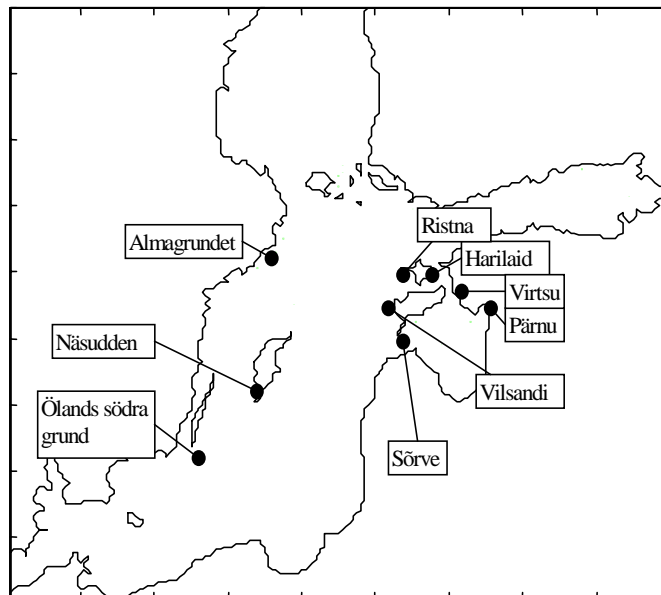 Ristna
Almagrundet
Harilaid
Virtsu
Pärnu
Näsudden
Vilsandi
Ölands södra
grund
Sõrve